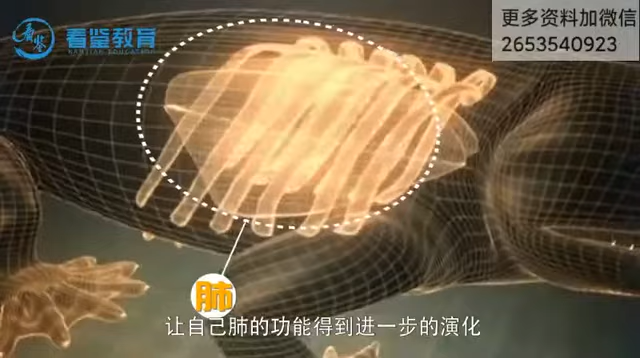 更多资料加微信
2653540923
看鉴教育
KANJIAN EDUCATION
肺
让自己肺的功能得到进一步的演化